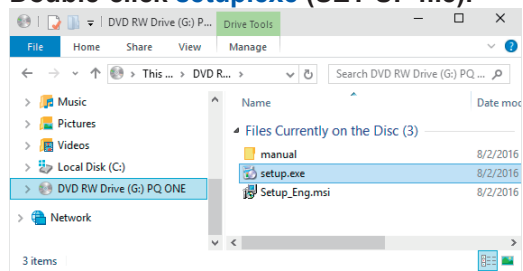 Double-click setup.exe (SET UP file).
DVD RW Drive (G:) P... Drive Tools
File Home Share View Manage
This ... > DVD R... > Search DVD RW Drive (G:) PQ ...
Music
Pictures
Videos
Local Disk (C:)
DVD RW Drive (G:) PQ ONE
Network
Name Date mod
Files Currently on the Disc (3)
manual 8/2/2016
setup.exe 8/2/2016
Setup_Eng.msi 8/2/2016
3 items